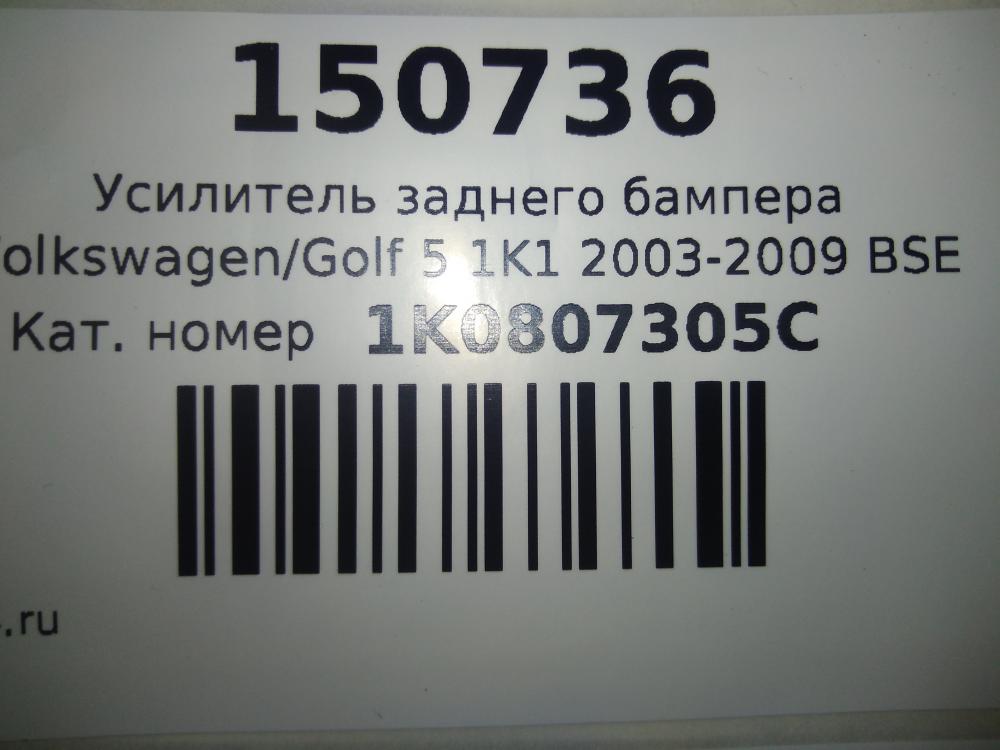 150736
Усилитель заднего бампера
olkswagen/Golf 5 1K1 2003-2009 BSE
Кат. номер 1K0807305C
.ru